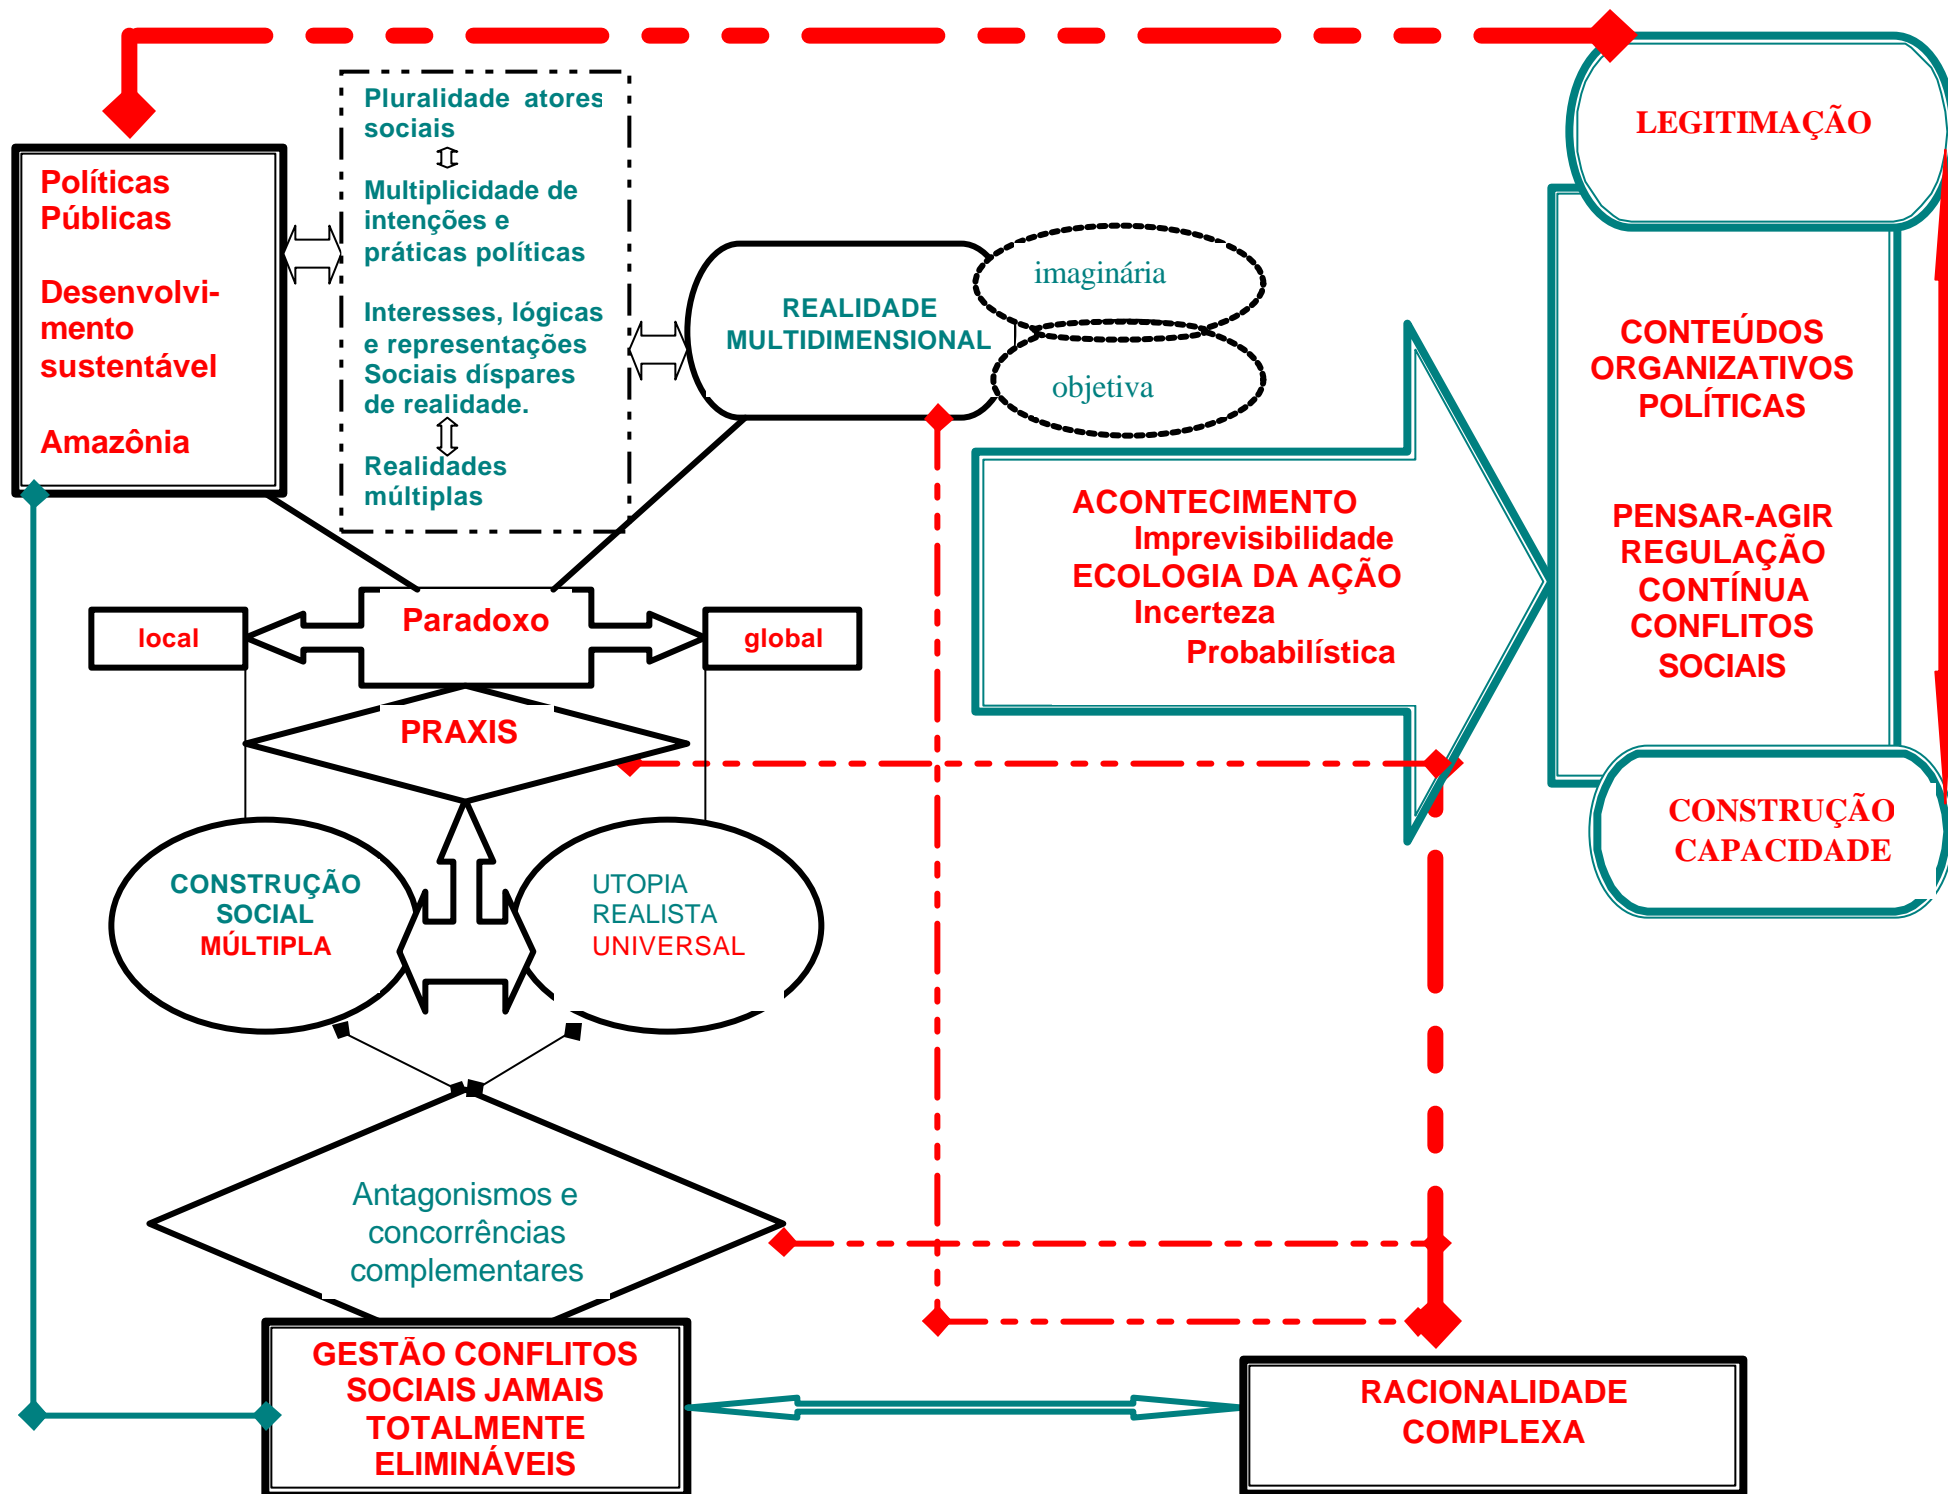 LEGITIMAÇÃO
Políticas
Públicas
Desenvolvi-
mento
sustentável
Amazônia
Pluralidade atores
sociais
Multiplicidade de
intenções e
práticas políticas
Interesses, lógicas
e representações
Sociais díspares
de realidade.
Realidades
múltiplas
REALIDADE
MULTIDIMENSIONAL
imaginária
objetiva
CONTEÚDOS
ORGANIZATIVOS
POLÍTICAS
PENSAR-AGIR
REGULAÇÃO
CONTÍNUA
CONFLITOS
SOCIAIS
ACONTECIMENTO
Imprevisibilidade
ECOLOGIA DA AÇÃO
Incerteza
Probabilística
local
Paradoxo
global
PRAXIS
CONSTRUÇÃO
CAPACIDADE
CONSTRUÇÃO
SOCIAL
MÚLTIPLA
UTOPIA
REALISTA
UNIVERSAL
Antagonismos e
concorrências
complementares
GESTÃO CONFLITOS
SOCIAIS JAMAIS
TOTALMENTE
ELIMINÁVEIS
RACIONALIDADE
COMPLEXA